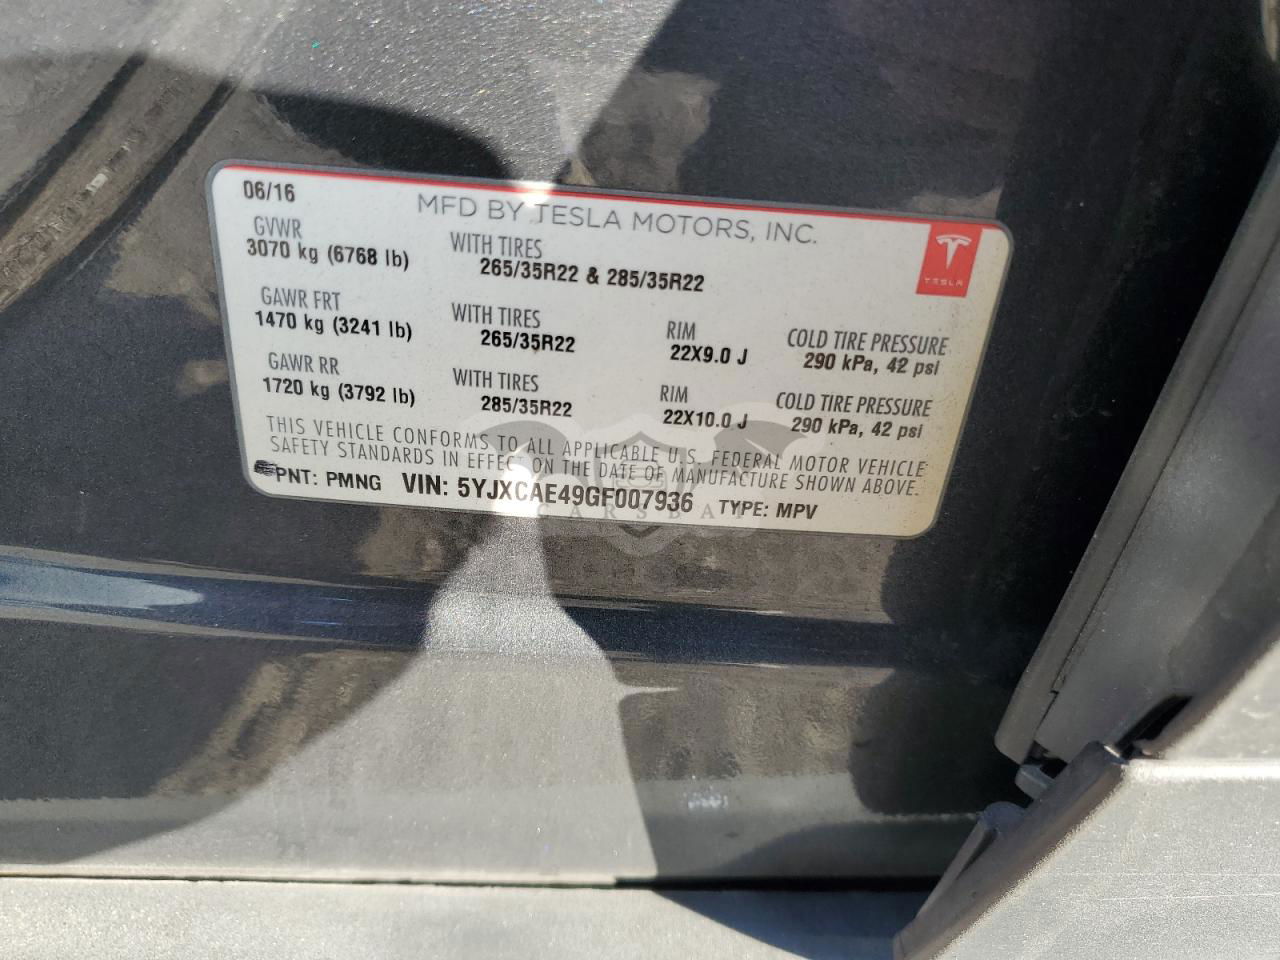 06/16
MFD BY TESLA MOTORS, INC.
GVWR
3070 kg (6768 lb)
WITH TIRES
265/35R22 & 285/35R22
TESLA
GAWR FRT
1470 kg (3241 lb)
WITH TIRES
265/35R22
RIM
22X9.0 J
COLD TIRE PRESSURE
290 kPa, 42 psi
GAWR RR
1720 kg (3792 lb)
WITH TIRES
285/35R22
RIM
22X10.0 J
COLD TIRE PRESSURE
290 kPa, 42 psi
THIS VEHICLE CONFORMS TO ALL APPLICABLE U.S. FEDERAL MOTOR VEHICLE
SAFETY STANDARDS IN EFFECT ON THE DATE OF MANUFACTURE SHOWN ABOVE.
PNT: PMNG VIN: 5YJXCAE49GF007936 TYPE: MPV
CARSBAT